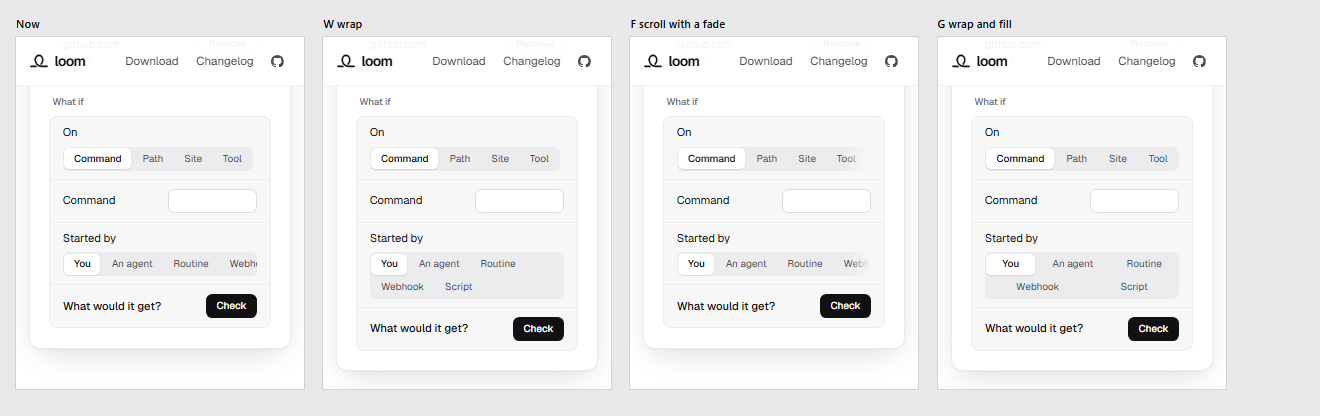 Now
github.com Remove
loom Download Changelog
What if
On
Command Path Site Tool
Command
Started by
You An agent Routine Webh
What would it get? Check
W wrap
github.com Remove
loom Download Changelog
What if
On
Command Path Site Tool
Command
Started by
You An agent Routine
Webhook Script
What would it get? Check
F scroll with a fade
github.com Remove
loom Download Changelog
What if
On
Command Path Site Tool
Command
Started by
You An agent Routine Webh
What would it get? Check
G wrap and fill
github.com Remove
loom Download Changelog
What if
On
Command Path Site Tool
Command
Started by
You An agent Routine
Webhook Script
What would it get? Check